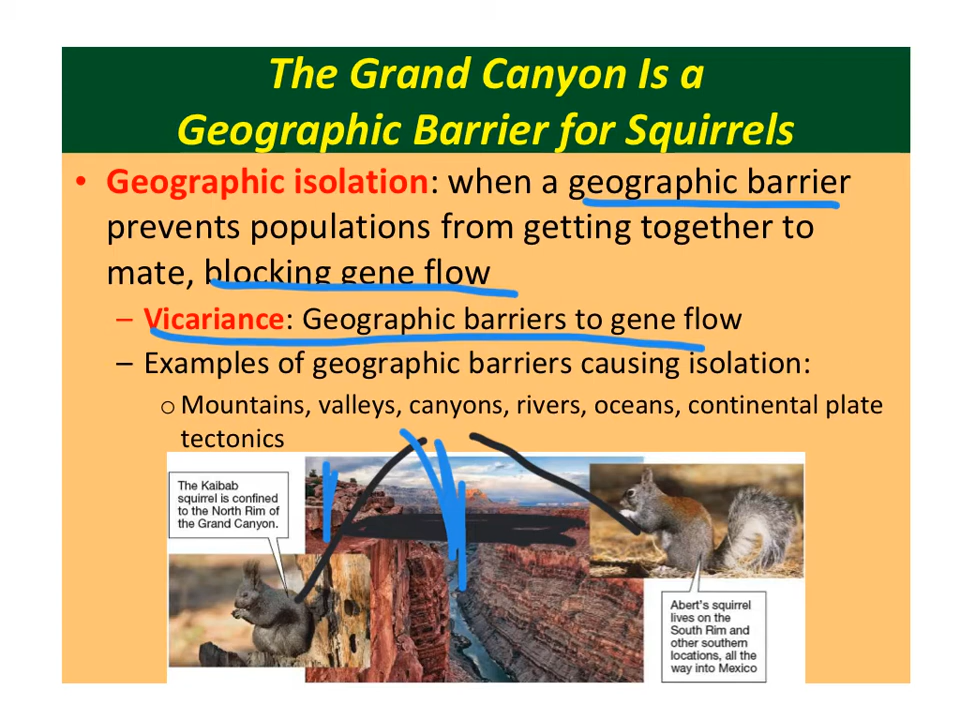 The Grand Canyon Is a
Geographic Barrier for Squirrels
• Geographic isolation: when a geographic barrier
prevents populations from getting together to
mate, blocking gene flow
– Vicariance: Geographic barriers to gene flow
– Examples of geographic barriers causing isolation:
o Mountains, valleys, canyons, rivers, oceans, continental plate
tectonics
The Kaibab
squirrel is confined
to the North Rim of
the Grand Canyon.
Abert's squirrel
lives on the
South Rim and
other southern
locations, all the
way into Mexico